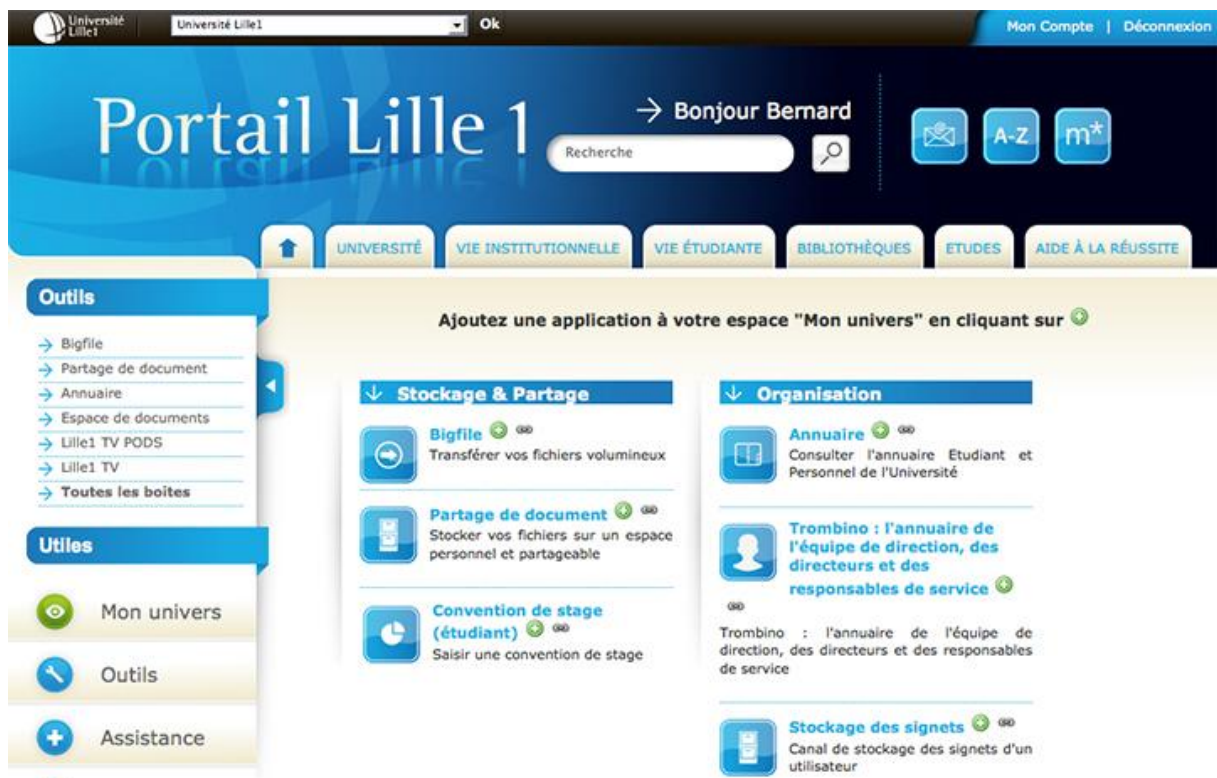 Université
Lille1
Université Lille1
Ok
Mon Compte | Déconnexion
Portail Lille 1
Bonjour Bernard
Recherche
A-Z
m*
UNIVERSITÉ
VIE INSTITUTIONNELLE
VIE ÉTUDIANTE
BIBLIOTHÈQUES
ETUDES
AIDE À LA RÉUSSITE
Outils
Bigfile
Partage de document
Annuaire
Espace de documents
Lille1 TV PODS
Lille1 TV
Toutes les boîtes
Utiles
Mon univers
Outils
Assistance
Ajoutez une application à votre espace "Mon univers" en cliquant sur
Stockage & Partage
Bigfile
Transférer vos fichiers volumineux
Partage de document
Stocker vos fichiers sur un espace
personnel et partageable
Convention de stage
(étudiant)
Saisir une convention de stage
Organisation
Annuaire
Consulter l'annuaire Etudiant et
Personnel de l'Université
Trombino : l'annuaire de
l'équipe de direction, des
directeurs et des
responsables de service
Trombino : l'annuaire de l'équipe de
direction, des directeurs et des responsables
de service
Stockage des signets
Canal de stockage des signets d'un
utilisateur